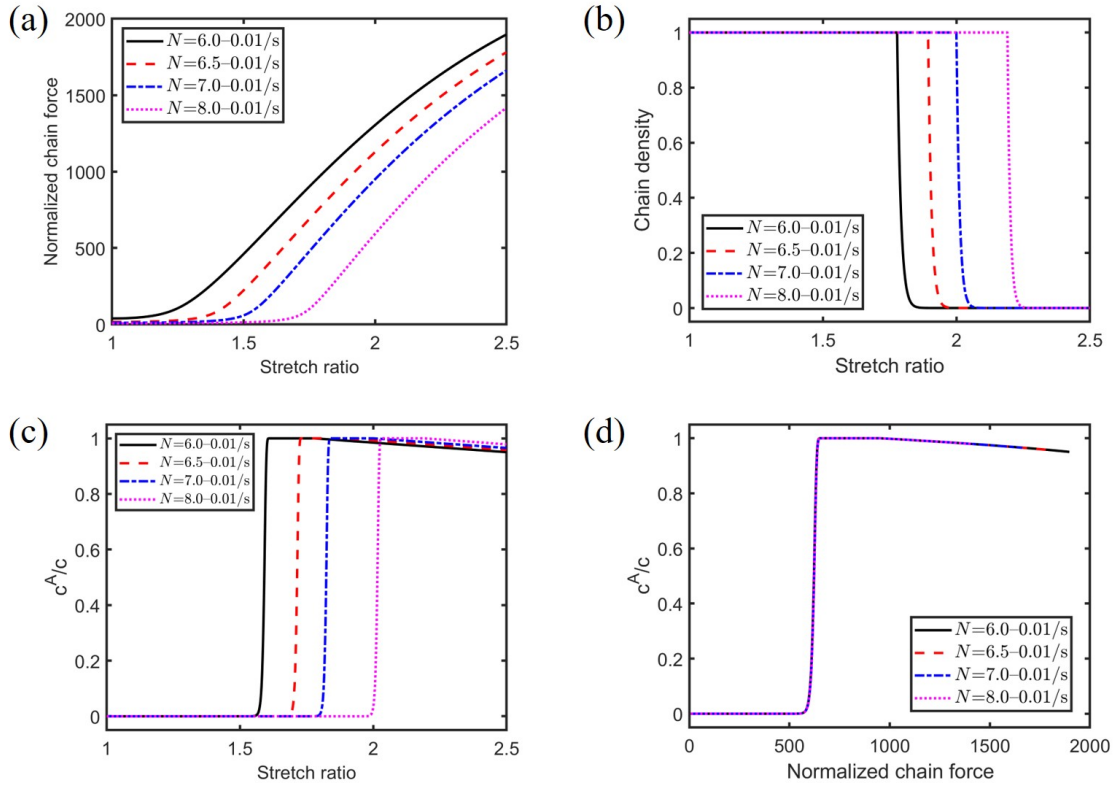 (a)
2000
1500
1000
500
0
Normalized chain force
N=6.0–0.01/s
N=6.5–0.01/s
N=7.0–0.01/s
N=8.0–0.01/s
1 1.5 2 2.5
Stretch ratio
(b)
1
0.8
0.6
0.4
0.2
0
Chain density
N=6.0–0.01/s
N=6.5–0.01/s
N=7.0–0.01/s
N=8.0–0.01/s
1 1.5 2 2.5
Stretch ratio
(c)
1
0.8
0.6
0.4
0.2
0
c^A/c
N=6.0–0.01/s
N=6.5–0.01/s
N=7.0–0.01/s
N=8.0–0.01/s
1 1.5 2 2.5
Stretch ratio
(d)
1
0.8
0.6
0.4
0.2
0
c^A/c
N=6.0–0.01/s
N=6.5–0.01/s
N=7.0–0.01/s
N=8.0–0.01/s
0 500 1000 1500 2000
Normalized chain force